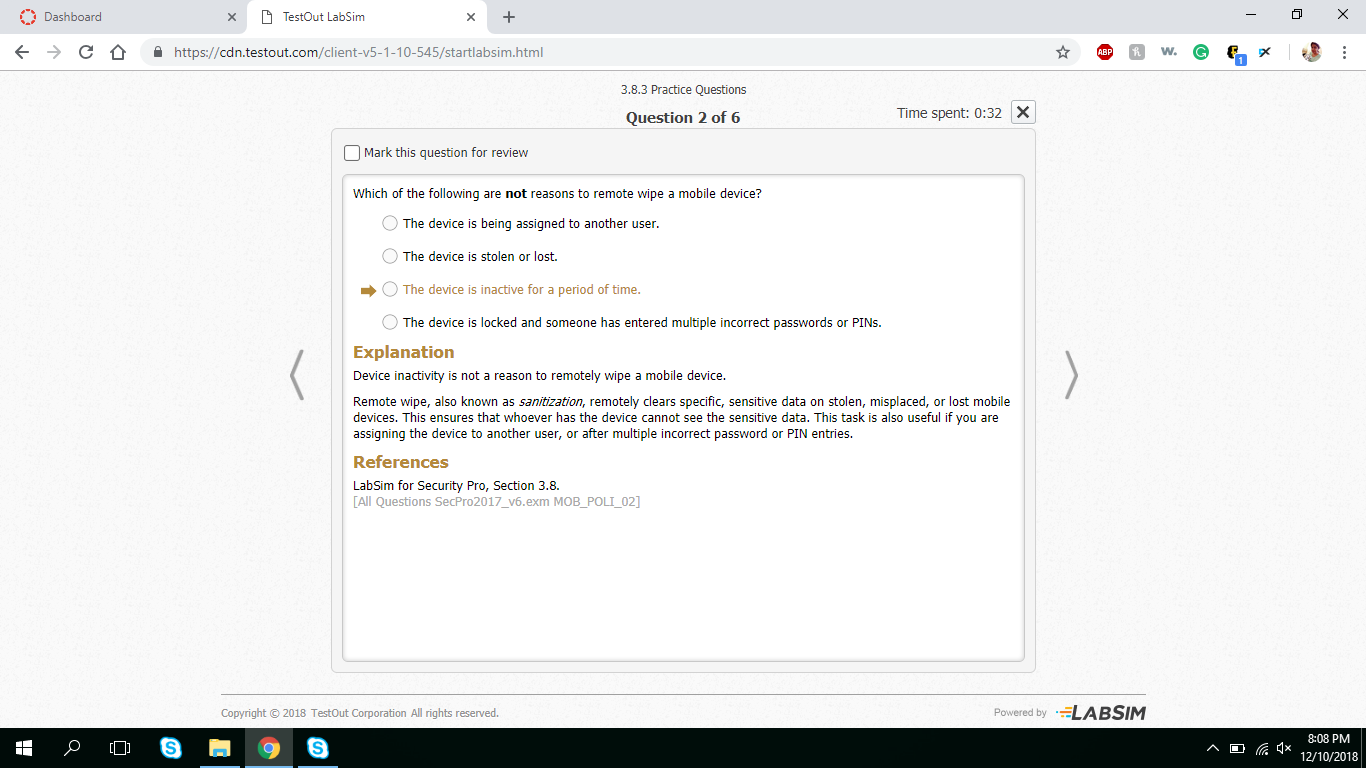 Dashboard
TestOut LabSim
https://cdn.testout.com/client-v5-1-10-545/startlabsim.html
ABP
w.
1
3.8.3 Practice Questions
Question 2 of 6
Time spent: 0:32
Mark this question for review
Which of the following are not reasons to remote wipe a mobile device?
The device is being assigned to another user.
The device is stolen or lost.
The device is inactive for a period of time.
The device is locked and someone has entered multiple incorrect passwords or PINs.
Explanation
Device inactivity is not a reason to remotely wipe a mobile device.
Remote wipe, also known as sanitization, remotely clears specific, sensitive data on stolen, misplaced, or lost mobile
devices. This ensures that whoever has the device cannot see the sensitive data. This task is also useful if you are
assigning the device to another user, or after multiple incorrect password or PIN entries.
References
LabSim for Security Pro, Section 3.8.
[All Questions SecPro2017_v6.exm MOB_POLI_02]
Copyright © 2018 TestOut Corporation All rights reserved.
Powered by LABSIM
8:08 PM
12/10/2018